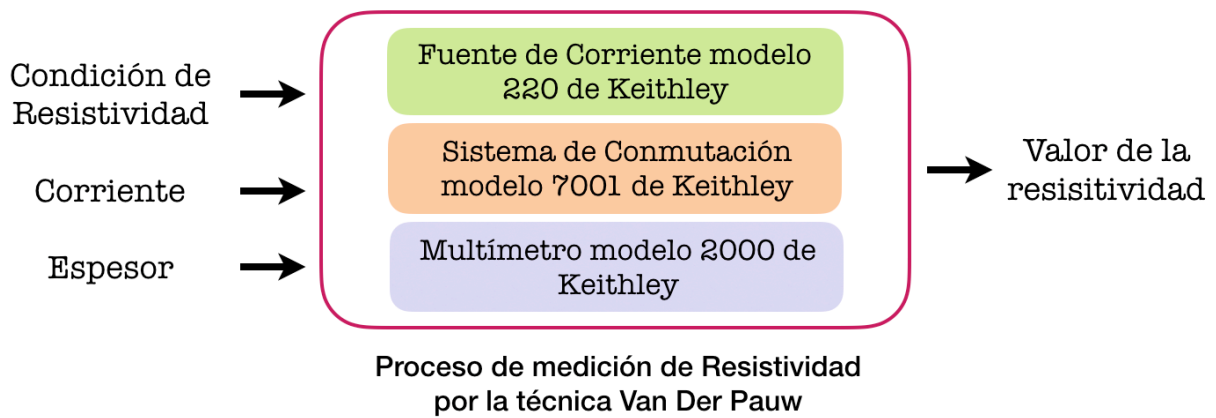 Condición de
Resistividad
Corriente
Espesor
Fuente de Corriente modelo
220 de Keithley
Sistema de Conmutación
modelo 7001 de Keithley
Multímetro modelo 2000 de
Keithley
Valor de la
resisitividad
Proceso de medición de Resistividad
por la técnica Van Der Pauw